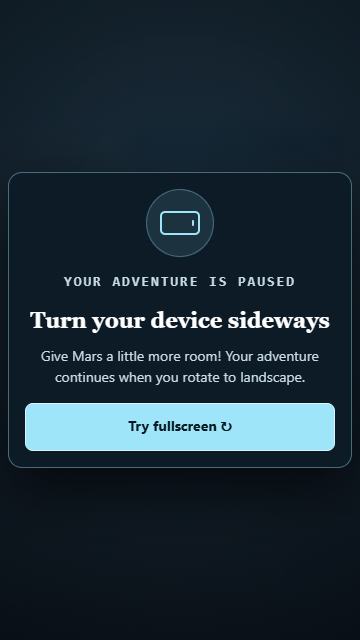 YOUR ADVENTURE IS PAUSED
Turn your device sideways
Give Mars a little more room! Your adventure
continues when you rotate to landscape.
Try fullscreen ↻